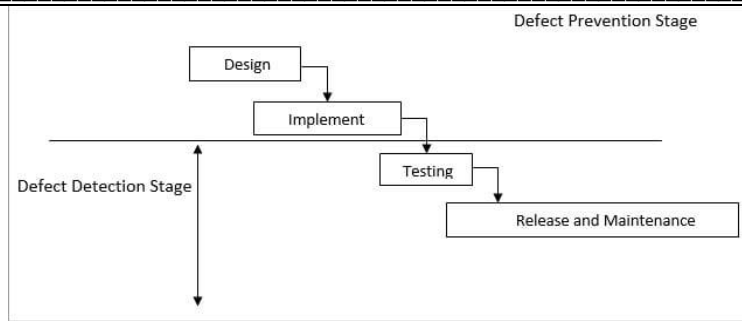 Defect Prevention Stage
Design
Implement
Testing
Defect Detection Stage
Release and Maintenance